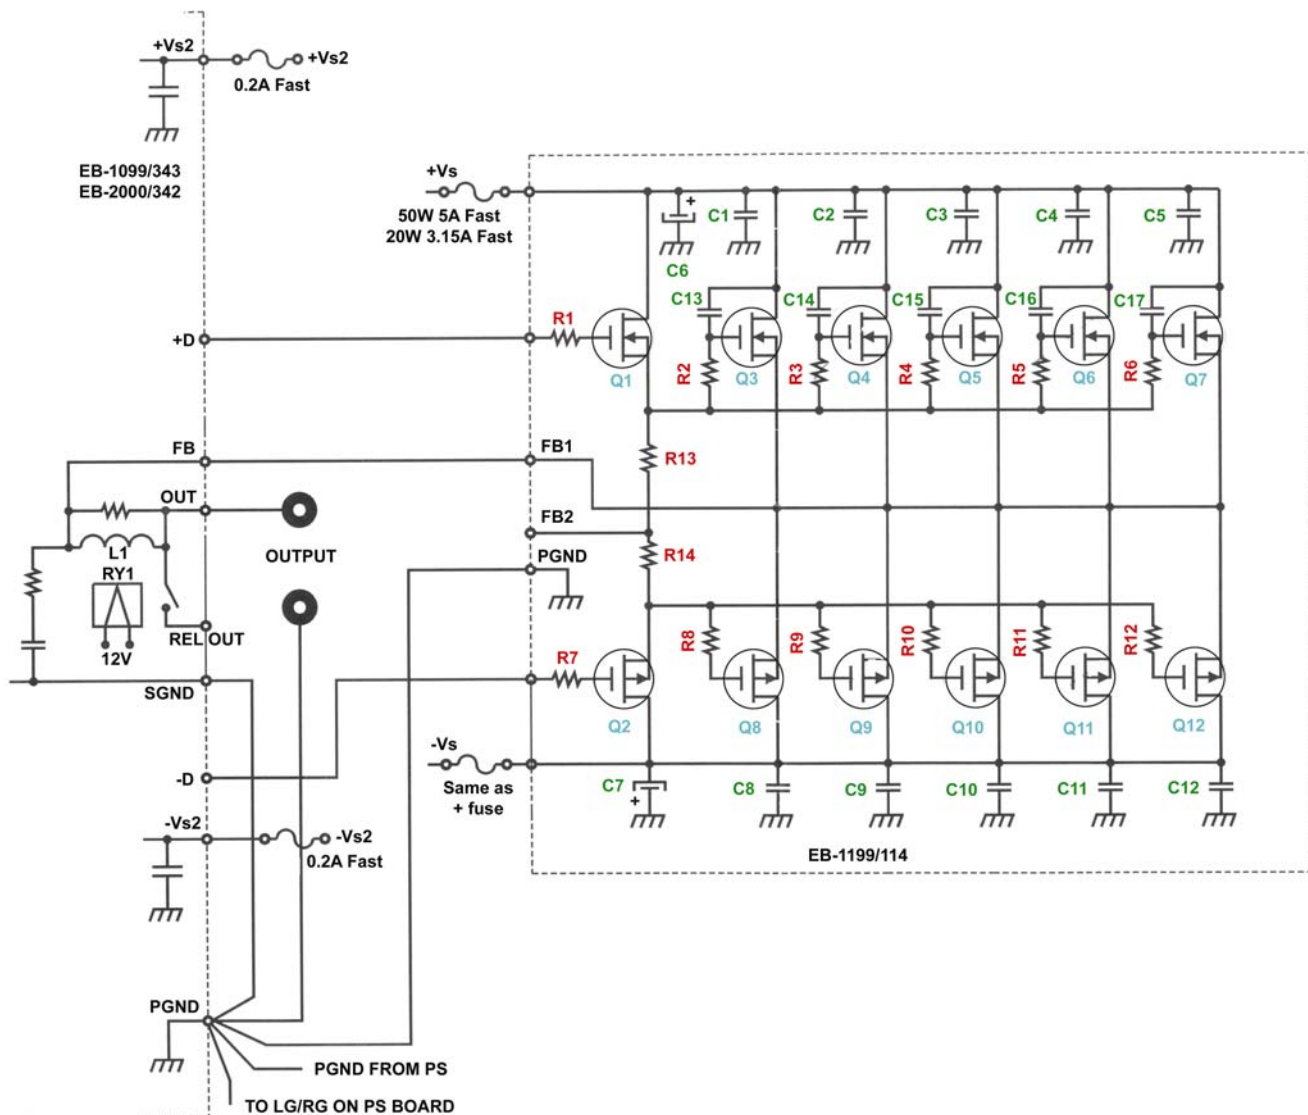 +Vs2
+Vs2
0.2A Fast
EB-1099/343
EB-2000/342
+Vs
50W 5A Fast
20W 3.15A Fast
+
C6
C1
C2
C3
C4
C5
C13
C14
C15
C16
C17
+D
R1
Q1
R2
Q3
R3
Q4
R4
Q5
R5
Q6
R6
Q7
FB
FB1
R13
OUT
OUTPUT
FB2
R14
PGND
L1
RY1
12V
REL OUT
SGND
R7
Q2
R8
Q8
R9
Q9
R10
Q10
R11
Q11
R12
Q12
-Vs
Same as
+ fuse
-D
C7
+
C8
C9
C10
C11
C12
-Vs2
-Vs2
0.2A Fast
EB-1199/114
PGND
PGND FROM PS
TO LG/RG ON PS BOARD